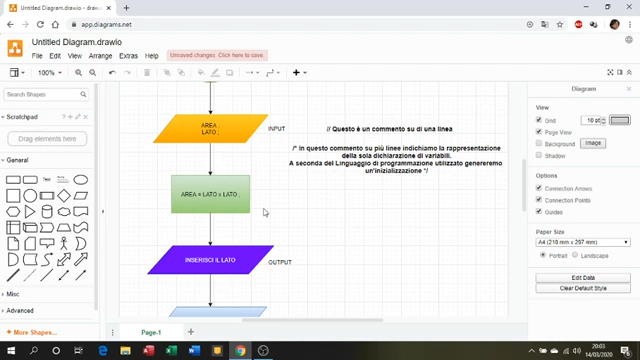 Untitled Diagram.drawio
app.diagrams.net
Untitled Diagram.drawio
File Edit View Arrange Extras Help
Unsaved changes. Click here to save.
100%
Search Shapes
Scratchpad
Drag elements here
General
Text
Misc
Advanced
+ More Shapes...
AREA ;
LATO ;
INPUT
// Questo è un commento su di una linea
/* In questo commento su più linee indichiamo la rappresentazione
della sola dichiarazione di variabili.
A seconda del Linguaggio di programmazione utilizzato genereremo
un'inizializzazione */
AREA = LATO x LATO ;
INSERISCI IL LATO
OUTPUT
Page-1
Diagram
View
Grid
10 pt
Page View
Background
Image
Shadow
Options
Connection Arrows
Connection Points
Guides
Paper Size
A4 (210 mm x 297 mm)
Portrait
Landscape
Edit Data
Clear Default Style
20:03
14/03/2020